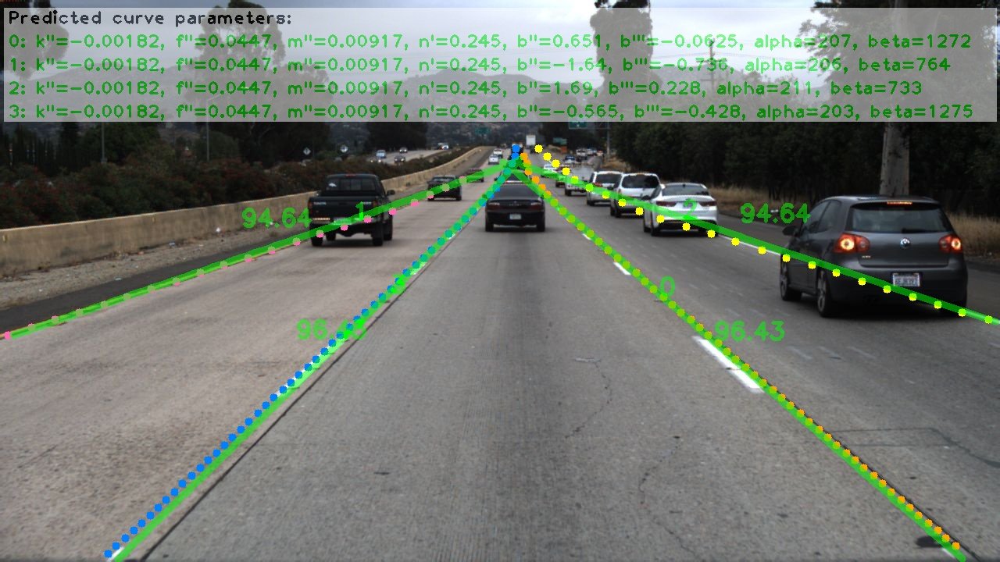 Predicted curve parameters:
0: k"=-0.00182, f"=0.0447, m"=0.00917, n'=0.245, b"=0.651, b'"=-0.0625, alpha=207, beta=1272
1: k"=-0.00182, f"=0.0447, m"=0.00917, n'=0.245, b"=-1.64, b'"=-0.736, alpha=206, beta=764
2: k"=-0.00182, f"=0.0447, m"=0.00917, n'=0.245, b"=1.69, b'"=0.228, alpha=211, beta=733
3: k"=-0.00182, f"=0.0447, m"=0.00917, n'=0.245, b"=-0.565, b'"=-0.428, alpha=203, beta=1275
94.64 1 2 94.64
0
96.43